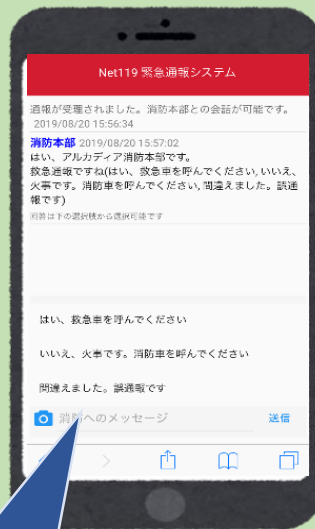 Net119 緊急通報システム
通報が受理されました。消防本部との会話が可能です。
2019/08/20 15:56:34
消防本部 2019/08/20 15:57:02
はい、アルカディア消防本部です。
救急通報ですね(はい、救急車を呼んでください,いいえ、
火事です。消防車を呼んでください,間違えました。誤通
報です)
回答は下の選択肢から選択可能です
はい、救急車を呼んでください
いいえ、火事です。消防車を呼んでください
間違えました。誤通報です
消防へのメッセージ
送信